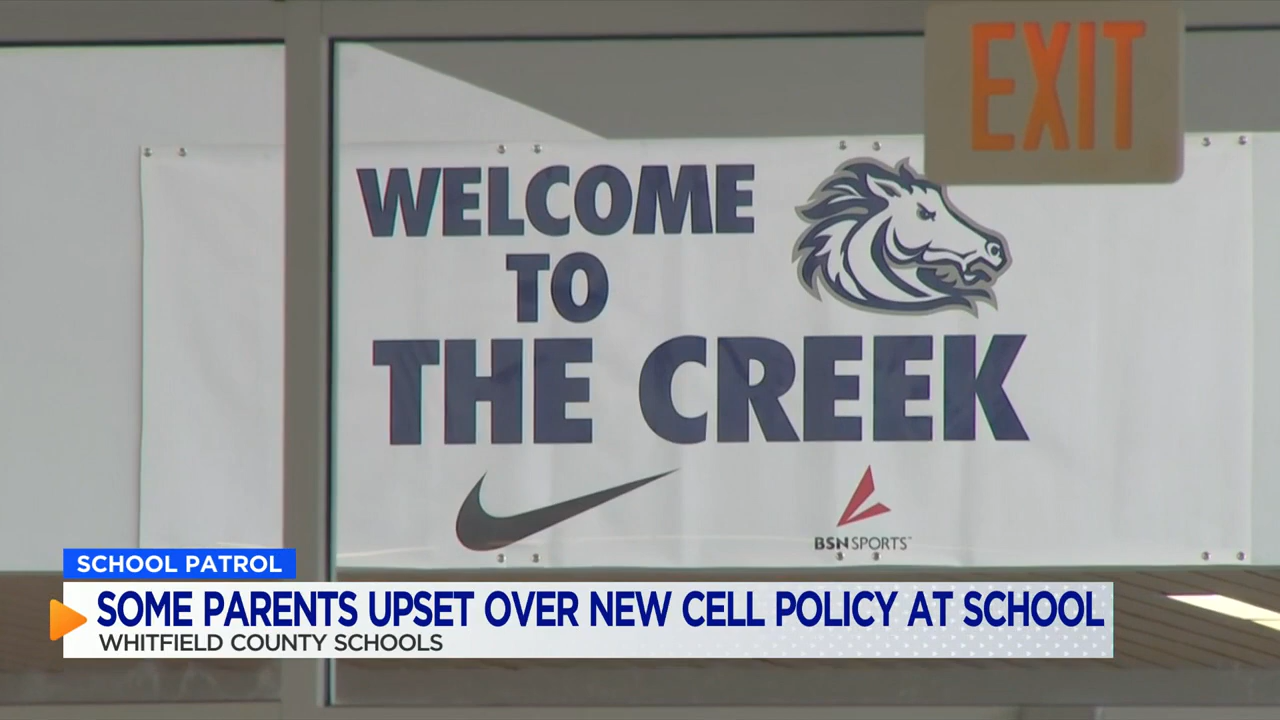 EXIT
WELCOME
TO
THE CREEK
BSN SPORTS™
SCHOOL PATROL
SOME PARENTS UPSET OVER NEW CELL POLICY AT SCHOOL
WHITFIELD COUNTY SCHOOLS